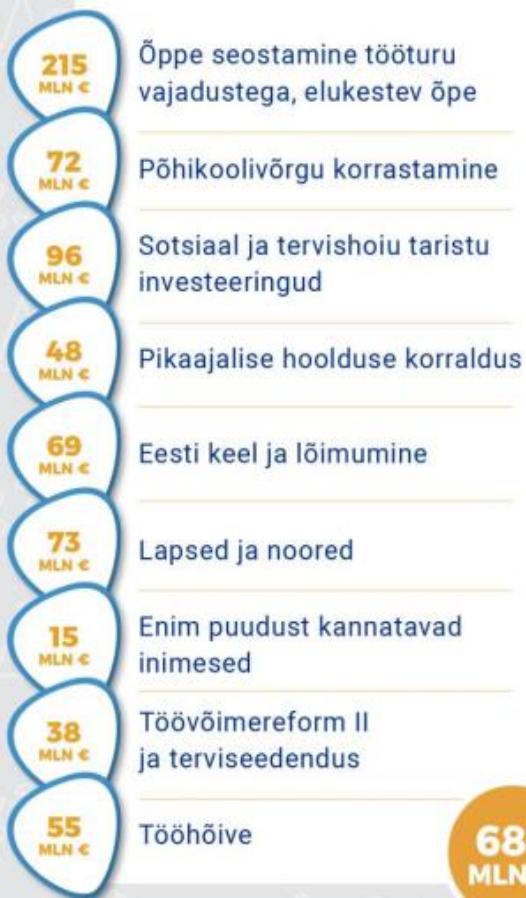 215
MLN €
Õppe seostamine tööturu
vajadustega, elukestev õpe
72
MLN €
Põhikoolivõrgu korrastamine
96
MLN €
Sotsiaal ja tervishoiu taristu
investeeringud
48
MLN €
Pikaajalise hoolduse korraldus
69
MLN €
Eesti keel ja lõimumine
73
MLN €
Lapsed ja noored
15
MLN €
Enim puudust kannatavad
inimesed
38
MLN €
Töövõimereform II
ja terviseedendus
55
MLN €
Tööhõive
68
MLN